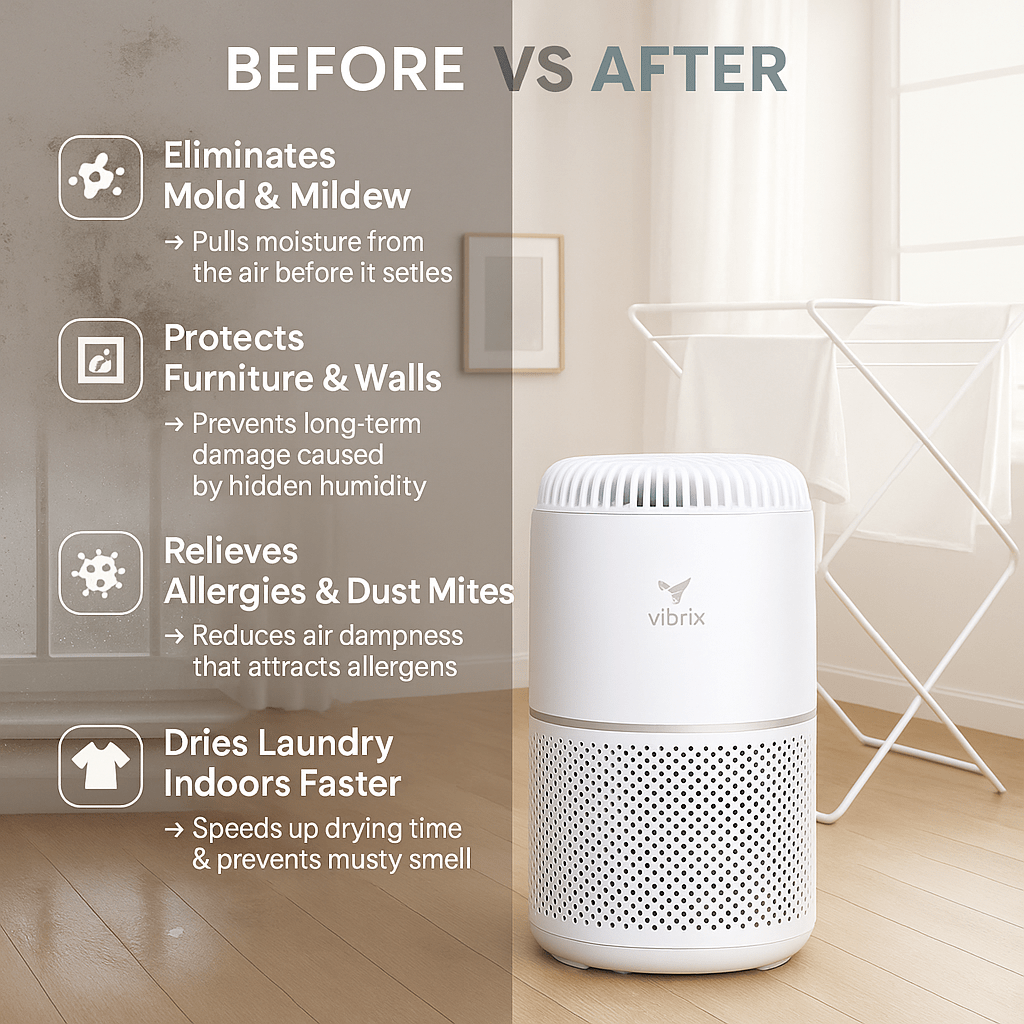 BEFORE VS AFTER
Eliminates
Mold & Mildew
→ Pulls moisture from
the air before it setles
Protects
Furniture & Walls
→ Prevents long-term
damage caused
by hidden humidity
Relieves
Allergies & Dust Mites
→ Reduces air dampness
that attracts allergens
Dries Laundry
Indoors Faster
→ Speeds up drying time
& prevents musty smell
vibrix